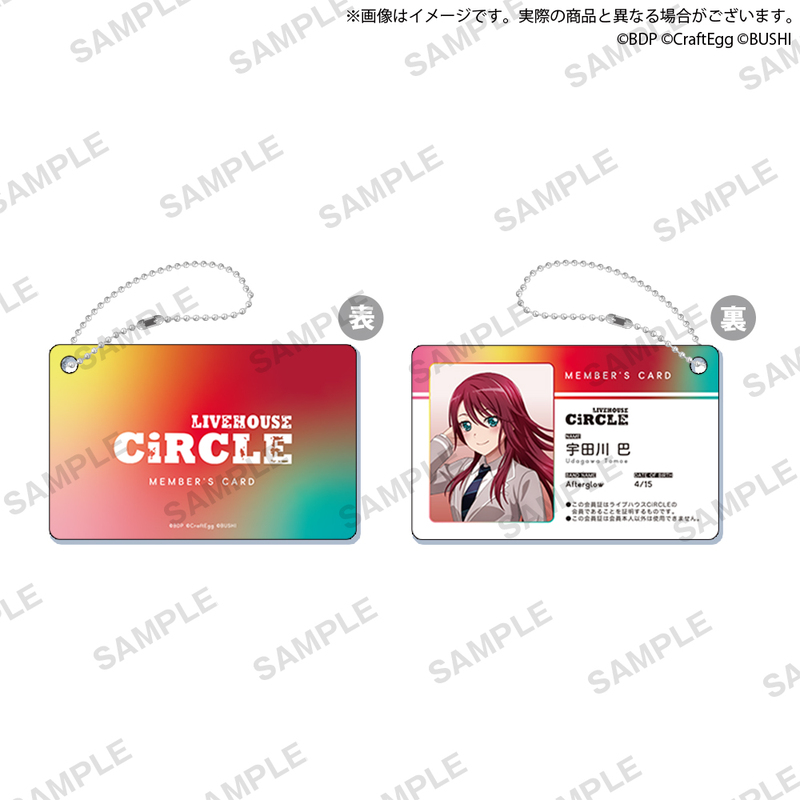 ※画像はイメージです。実際の商品と異なる場合がございます。
©BDP ©CraftEgg ©BUSHI
表
LIVEHOUSE
CiRCLE
MEMBER'S CARD
©BDP ©CraftEgg ©BUSHI
裏
MEMBER'S CARD
LIVEHOUSE
CiRCLE
NAME
宇田川 巴
Udagawa Tomoe
BAND NAME DATE OF BIRTH
Afterglow 4/15
●この会員証はライブハウスCiRCLEの
会員であることを証明するものです。
●この会員証は会員本人以外は使用できません。
SAMPLE